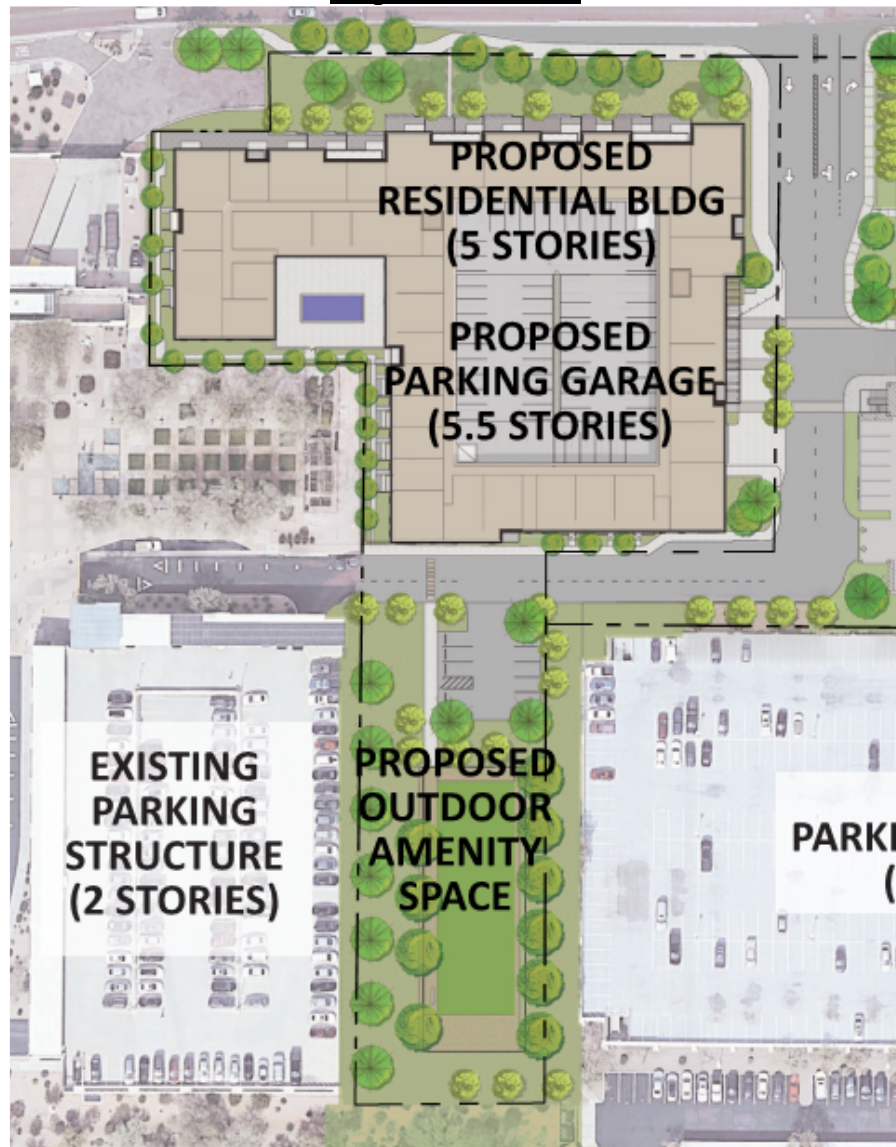 PROPOSED
RESIDENTIAL BLDG
(5 STORIES)
PROPOSED
PARKING GARAGE
(5.5 STORIES)
EXISTING
PARKING
STRUCTURE
(2 STORIES)
PROPOSED
OUTDOOR
AMENITY
SPACE